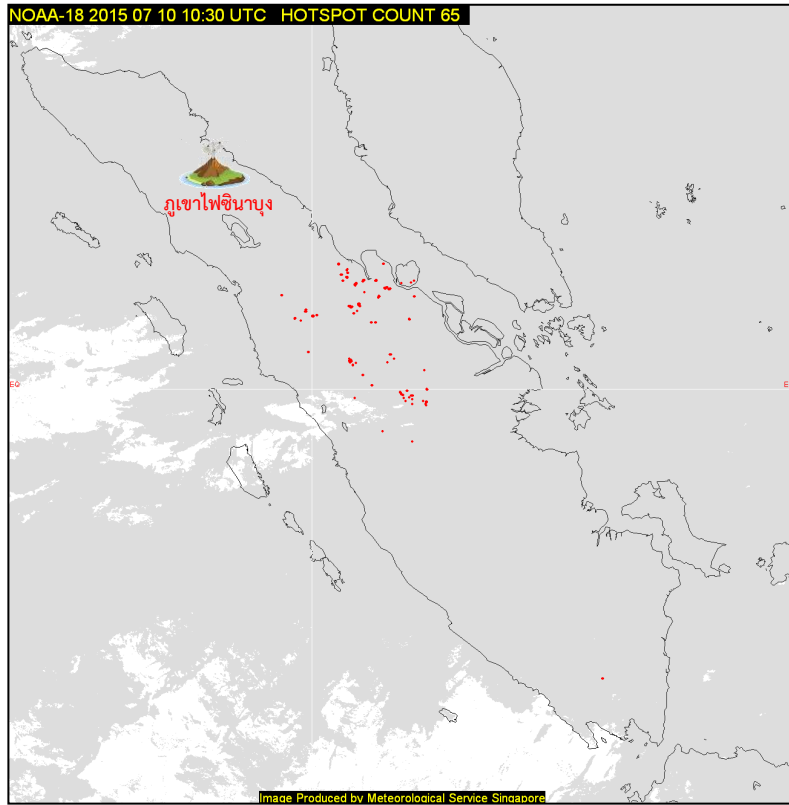 NOAA-18 2015 07 10 10:30 UTC HOTSPOT COUNT 65
ภูเขาไฟซินาบุง
EQ
E
Image Produced by Meteorological Service Singapore